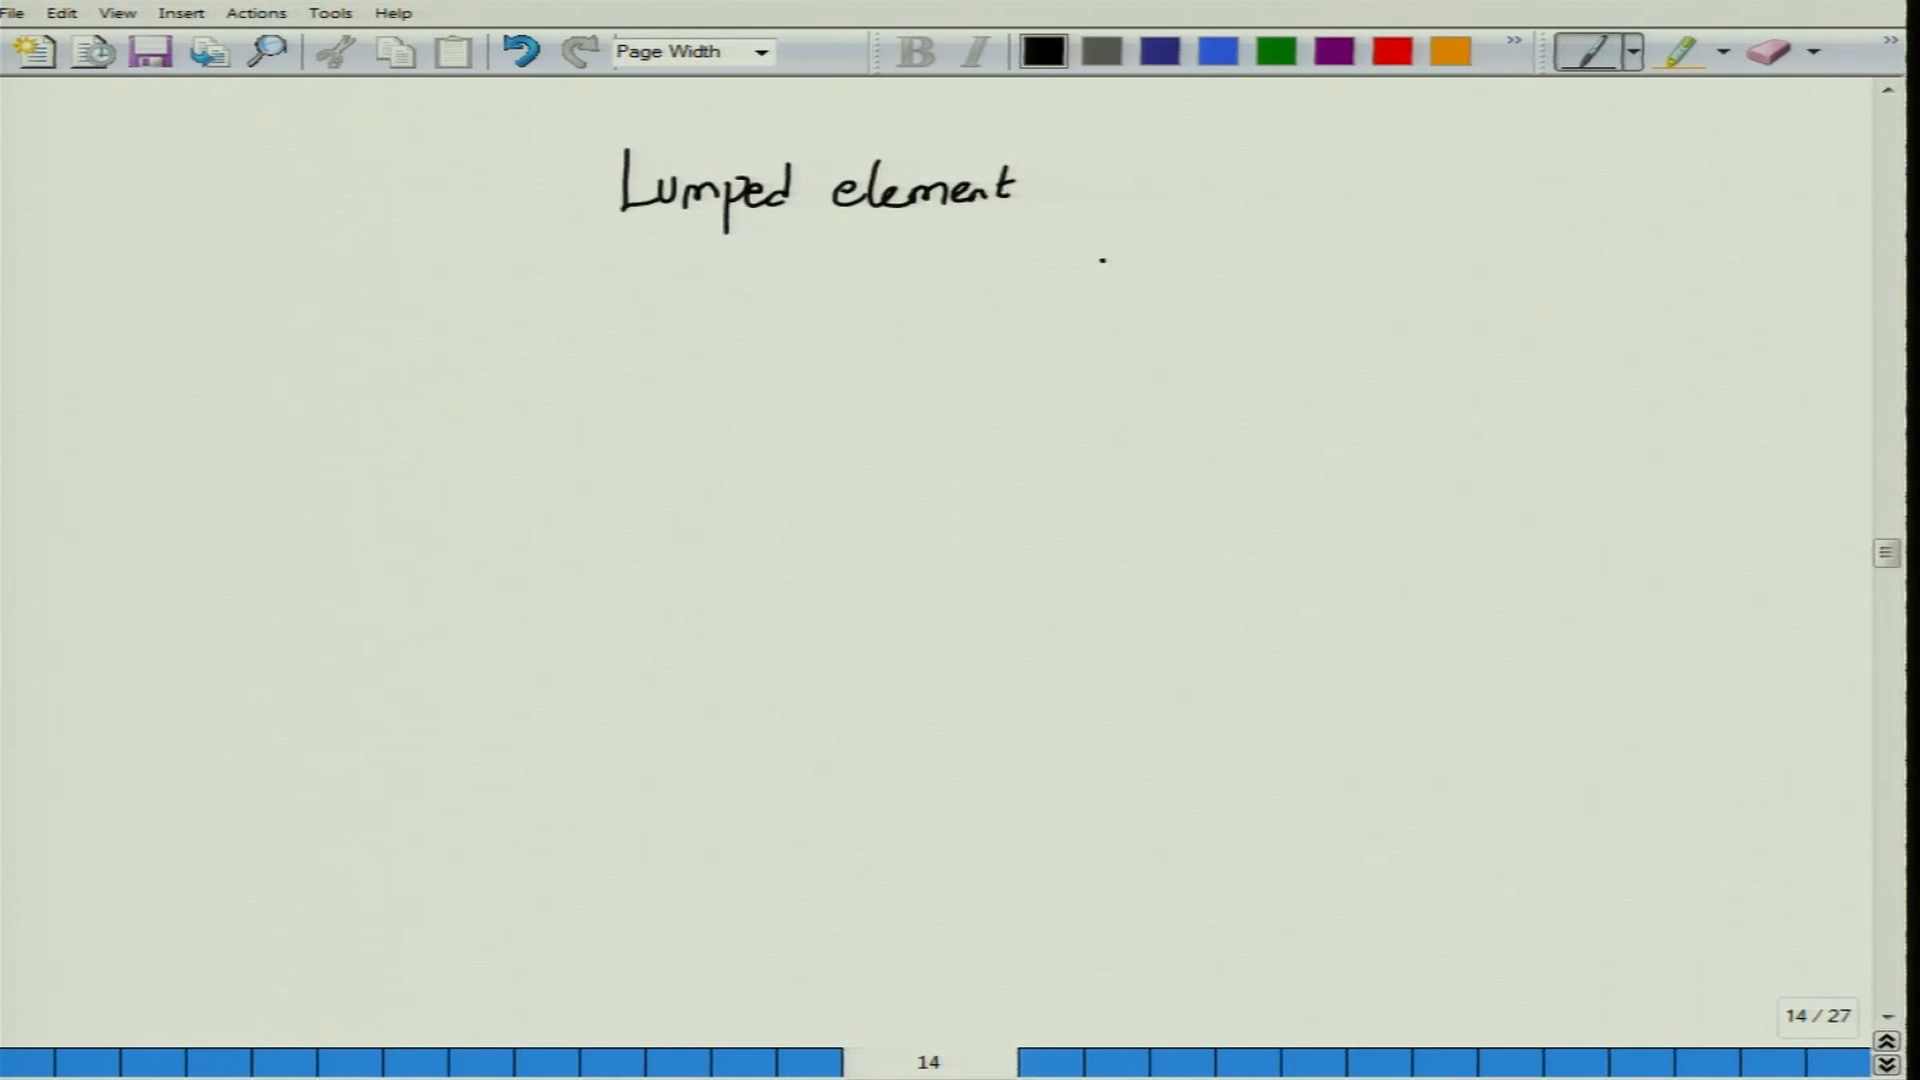 File Edit View Insert Actions Tools Help
Page Width
B I
Lumped element
14 / 27
14